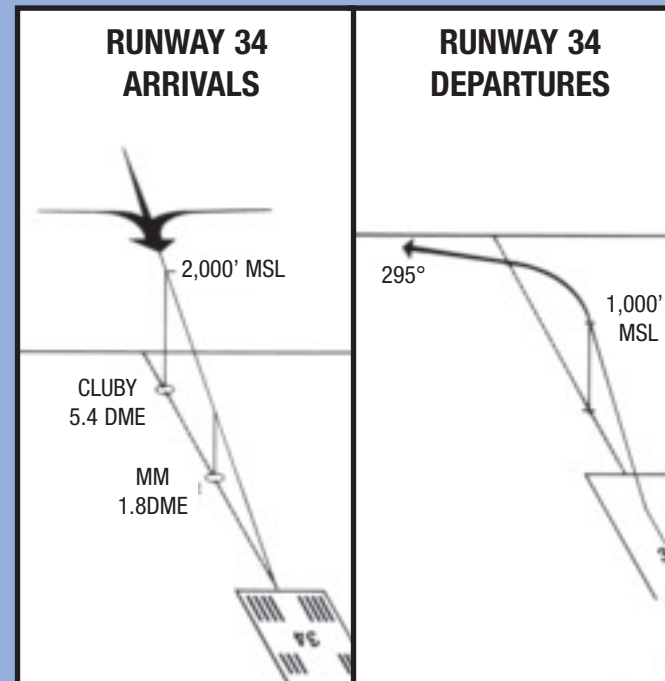 RUNWAY 34
ARRIVALS
2,000’ MSL
CLUBY
5.4 DME
MM
1.8DME
34
RUNWAY 34
DEPARTURES
295°
1,000’
MSL
3